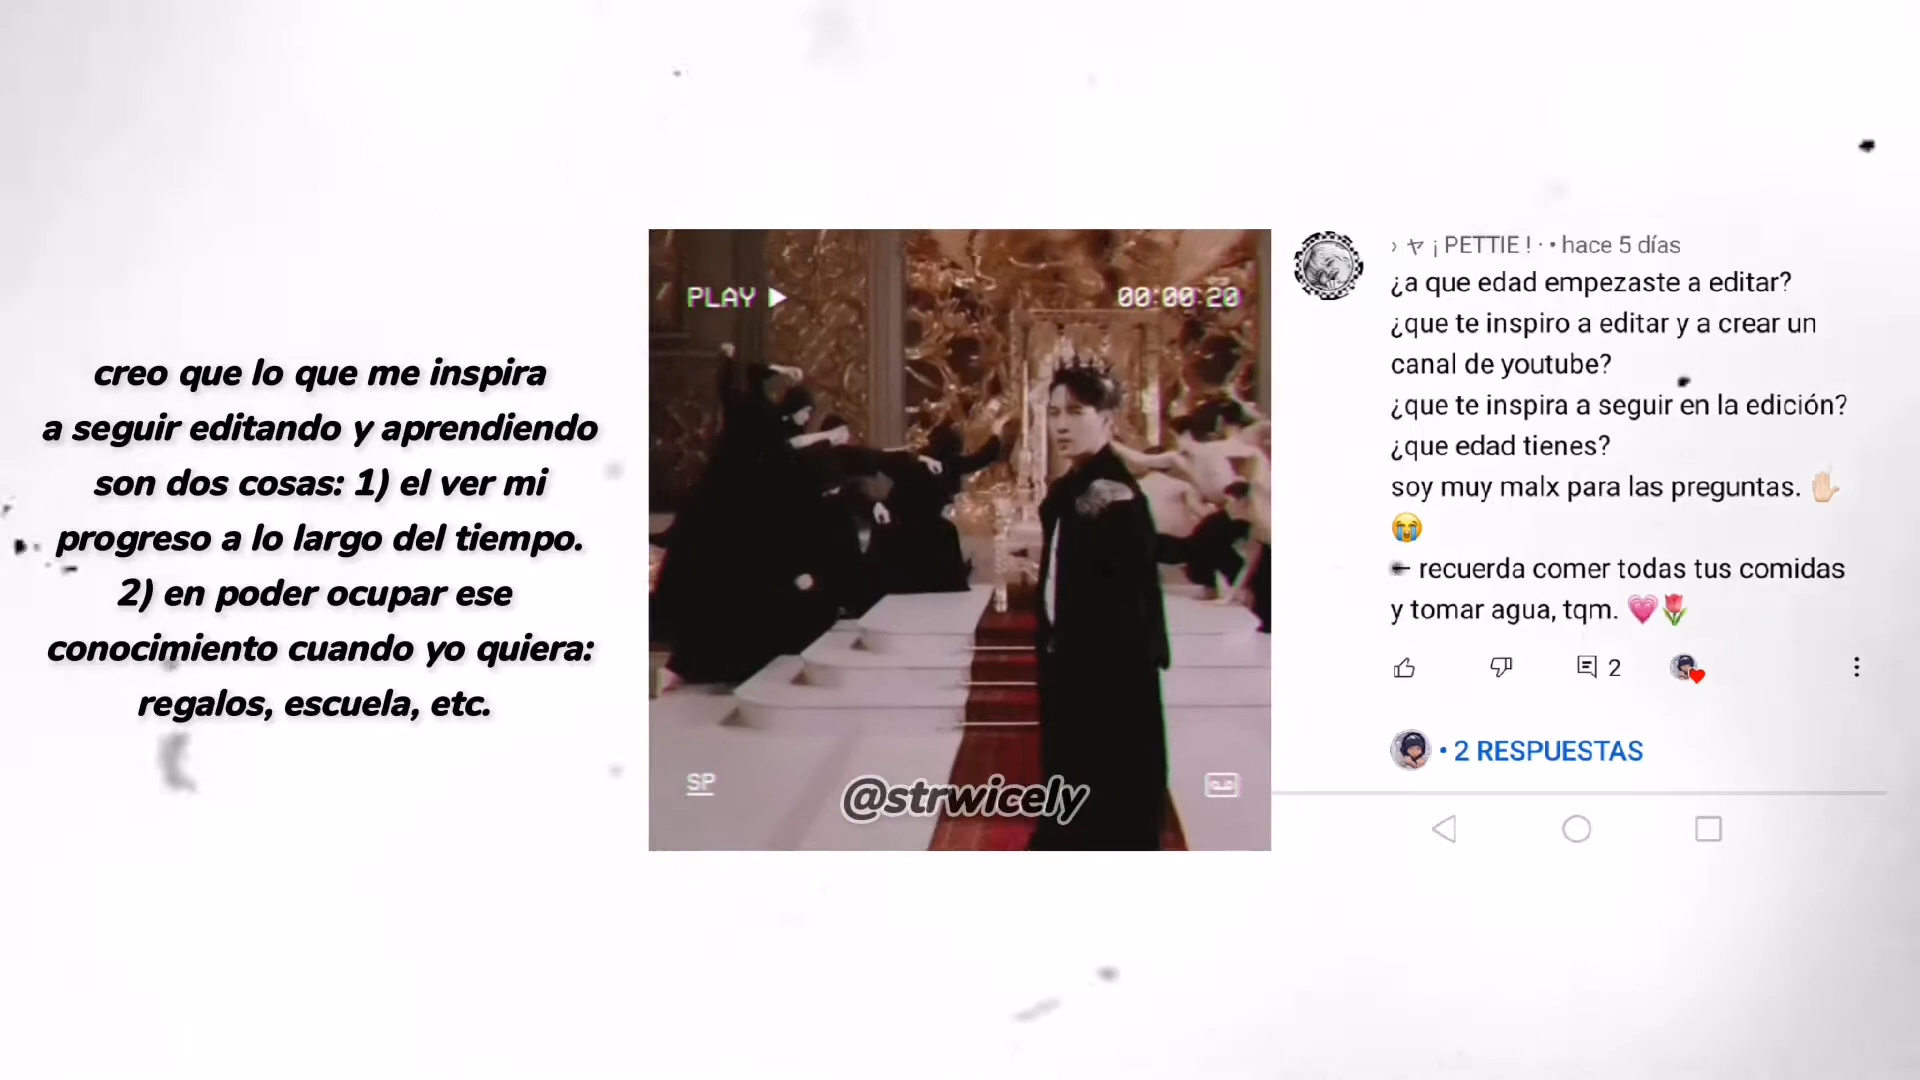 creo que lo que me inspira
a seguir editando y aprendiendo
son dos cosas: 1) el ver mi
progreso a lo largo del tiempo.
2) en poder ocupar ese
conocimiento cuando yo quiera:
regalos, escuela, etc.
PLAY ▶
00:00:20
SP
@strwicely
› ヤ ¡ PETTIE ! · • hace 5 días
¿a que edad empezaste a editar?
¿que te inspiro a editar y a crear un
canal de youtube?
¿que te inspira a seguir en la edición?
¿que edad tienes?
soy muy malx para las preguntas. ✋🏻
😭
━ recuerda comer todas tus comidas
y tomar agua, tqm. 💗🌷
2
• 2 RESPUESTAS